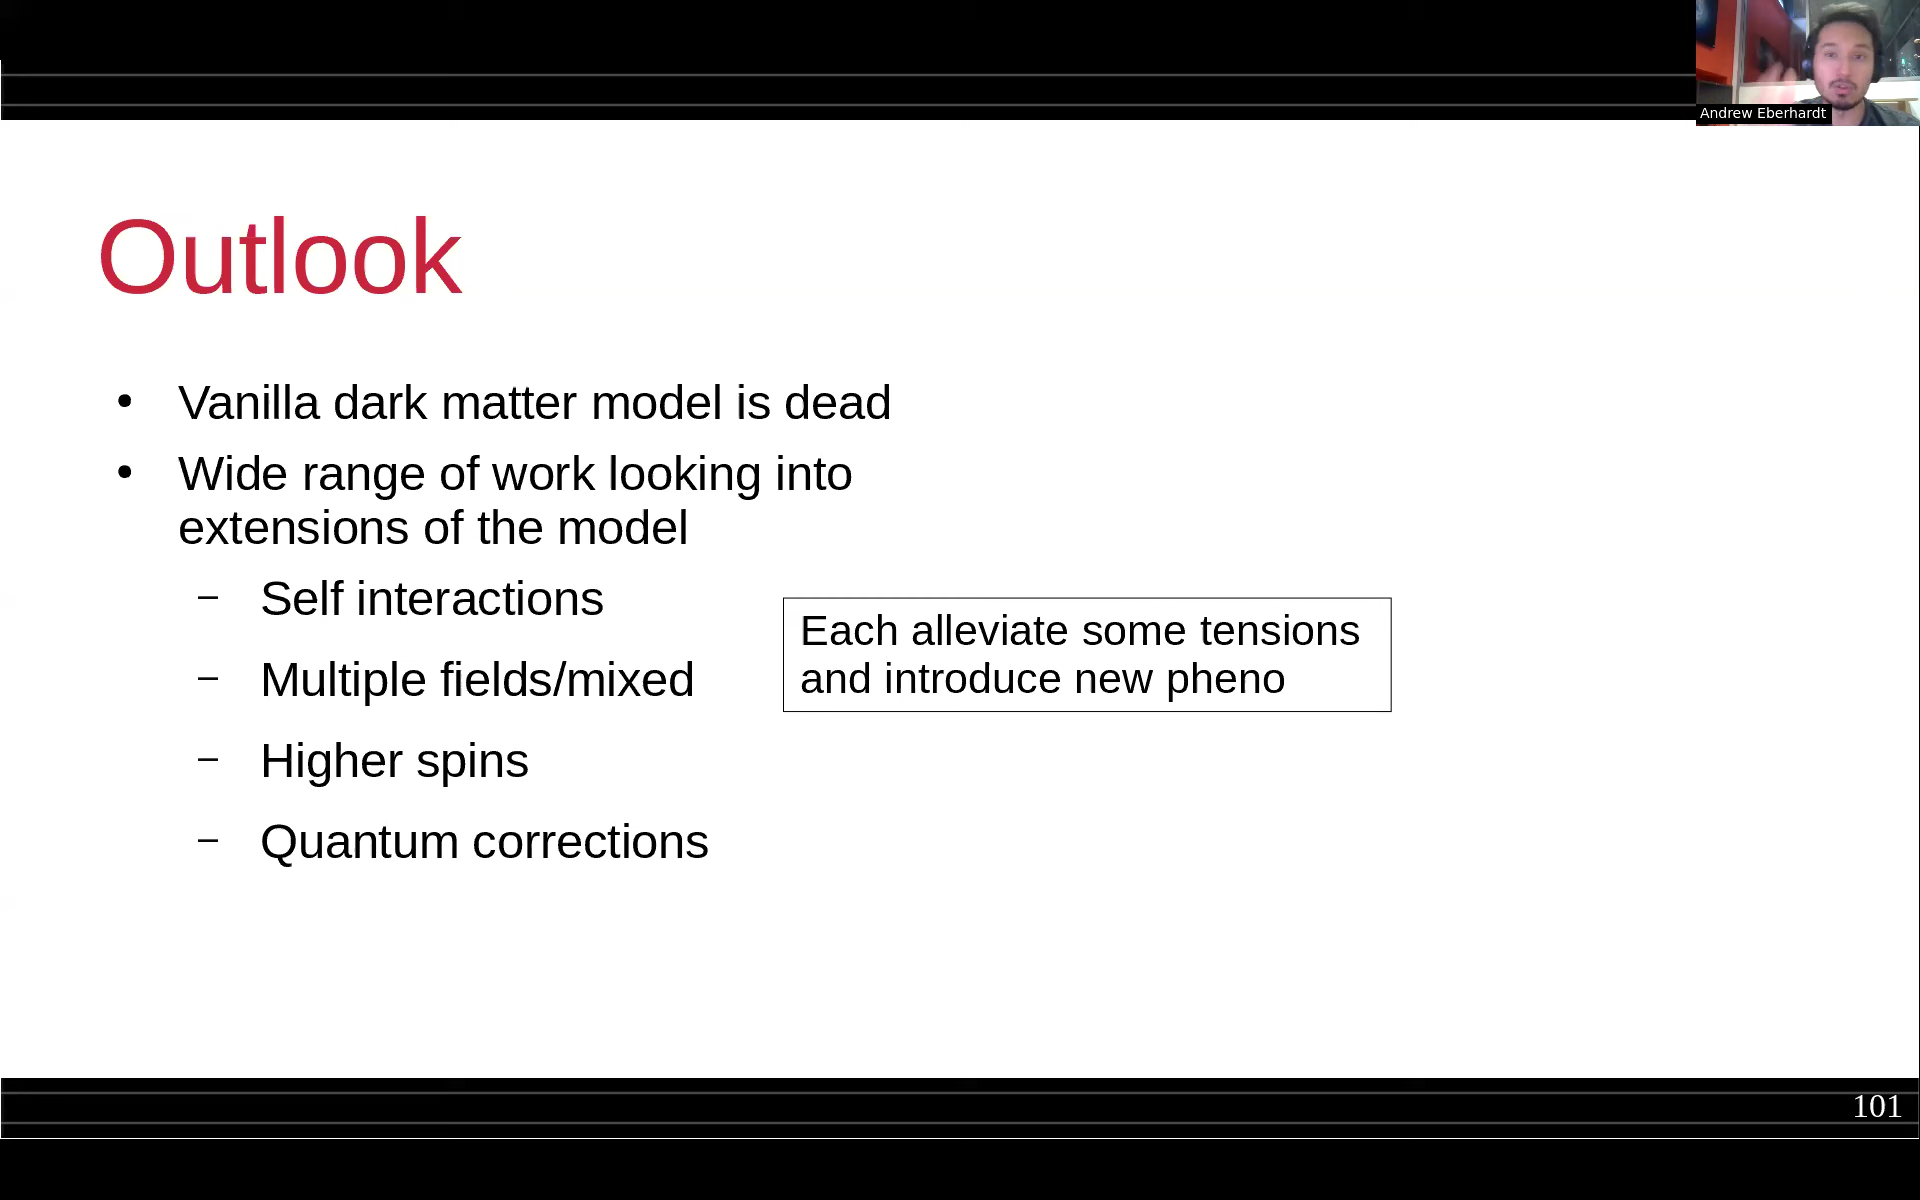 Andrew Eberhardt
Outlook
• Vanilla dark matter model is dead
• Wide range of work looking into
extensions of the model
– Self interactions
– Multiple fields/mixed
– Higher spins
– Quantum corrections
Each alleviate some tensions
and introduce new pheno
101